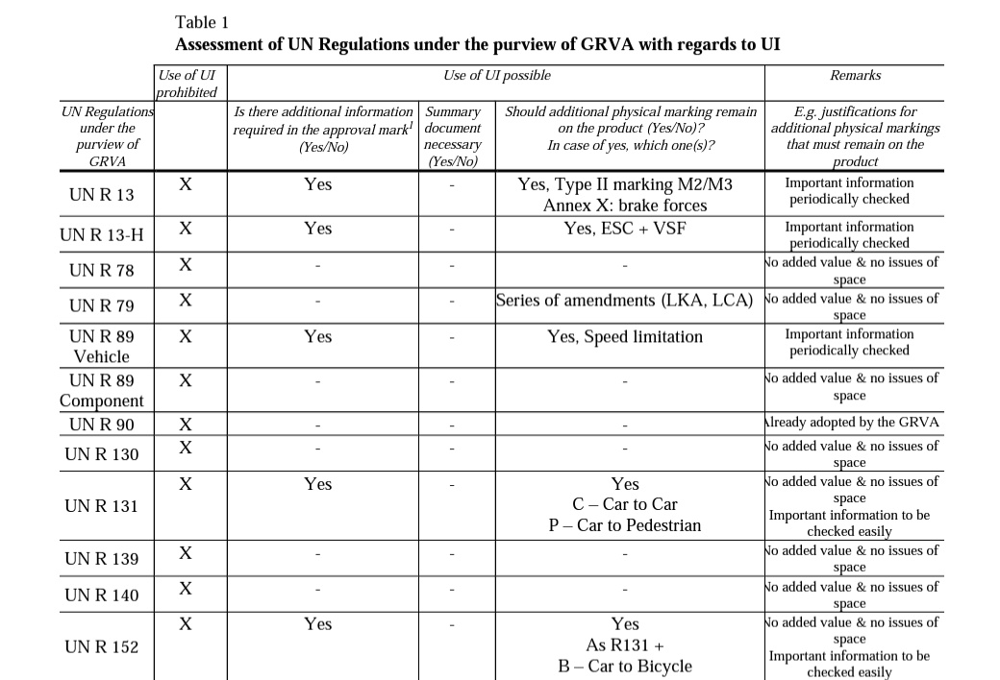 Table 1
Assessment of UN Regulations under the purview of GRVA with regards to UI
Use of UI prohibited
Use of UI possible
Remarks
UN Regulations under the purview of GRVA
Is there additional information required in the approval mark1 (Yes/No)
Summary document necessary (Yes/No)
Should additional physical marking remain on the product (Yes/No)? In case of yes, which one(s)?
E.g. justifications for additional physical markings that must remain on the product
UN R 13
X
Yes
-
Yes, Type II marking M2/M3
Annex X: brake forces
Important information
periodically checked
UN R 13-H
X
Yes
-
Yes, ESC + VSF
Important information
periodically checked
UN R 78
X
-
-
-
No added value & no issues of
space
UN R 79
X
-
-
Series of amendments (LKA, LCA)
No added value & no issues of
space
UN R 89
Vehicle
X
Yes
-
Yes, Speed limitation
Important information
periodically checked
UN R 89
Component
X
-
-
-
No added value & no issues of
space
UN R 90
X
-
-
-
Already adopted by the GRVA
UN R 130
X
-
-
-
No added value & no issues of
space
UN R 131
X
Yes
-
Yes
C – Car to Car
P – Car to Pedestrian
No added value & no issues of
space
Important information to be
checked easily
UN R 139
X
-
-
-
No added value & no issues of
space
UN R 140
X
-
-
-
No added value & no issues of
space
UN R 152
X
Yes
-
Yes
As R131 +
B – Car to Bicycle
No added value & no issues of
space
Important information to be
checked easily